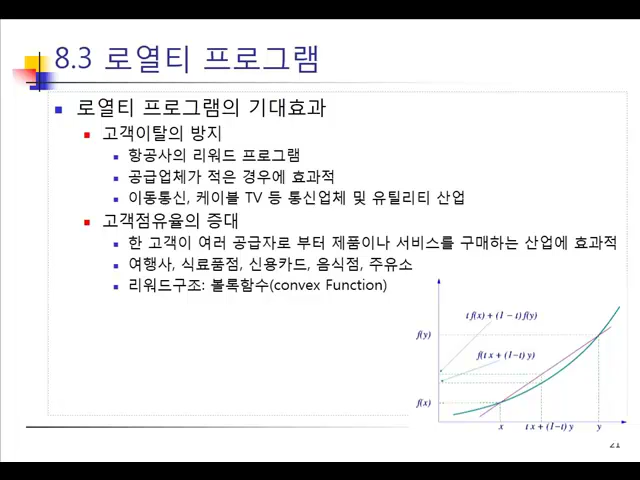 8.3 로열티 프로그램
로열티 프로그램의 기대효과
고객이탈의 방지
항공사의 리워드 프로그램
공급업체가 적은 경우에 효과적
이동통신, 케이블 TV 등 통신업체 및 유틸리티 산업
고객점유율의 증대
한 고객이 여러 공급자로 부터 제품이나 서비스를 구매하는 산업에 효과적
여행사, 식료품점, 신용카드, 음식점, 주유소
리워드구조: 볼록함수(convex Function)
t f(x) + (1 − t) f(y)
f(y)
f(t x + (1−t) y)
f(x)
x t x + (1−t) y y
21